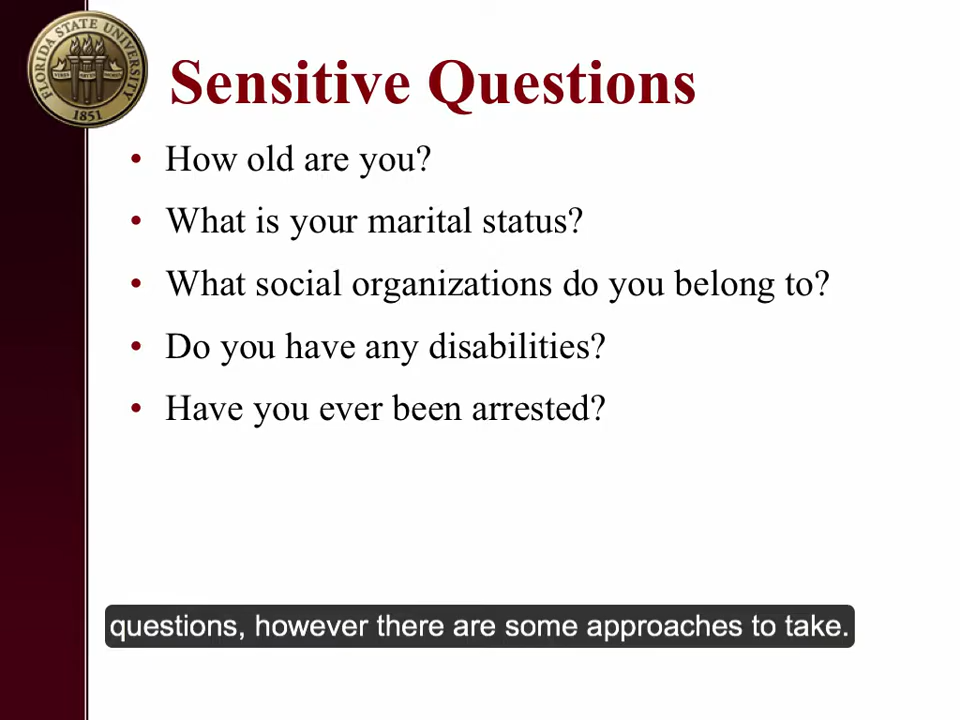 FLORIDA STATE UNIVERSITY
1851
Sensitive Questions
• How old are you?
• What is your marital status?
• What social organizations do you belong to?
• Do you have any disabilities?
• Have you ever been arrested?
questions, however there are some approaches to take.